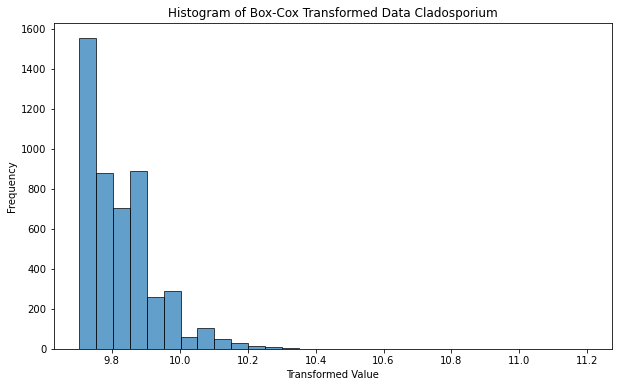 Histogram of Box-Cox Transformed Data Cladosporium
Frequency
1600
1400
1200
1000
800
600
400
200
0
9.8 10.0 10.2 10.4 10.6 10.8 11.0 11.2
Transformed Value